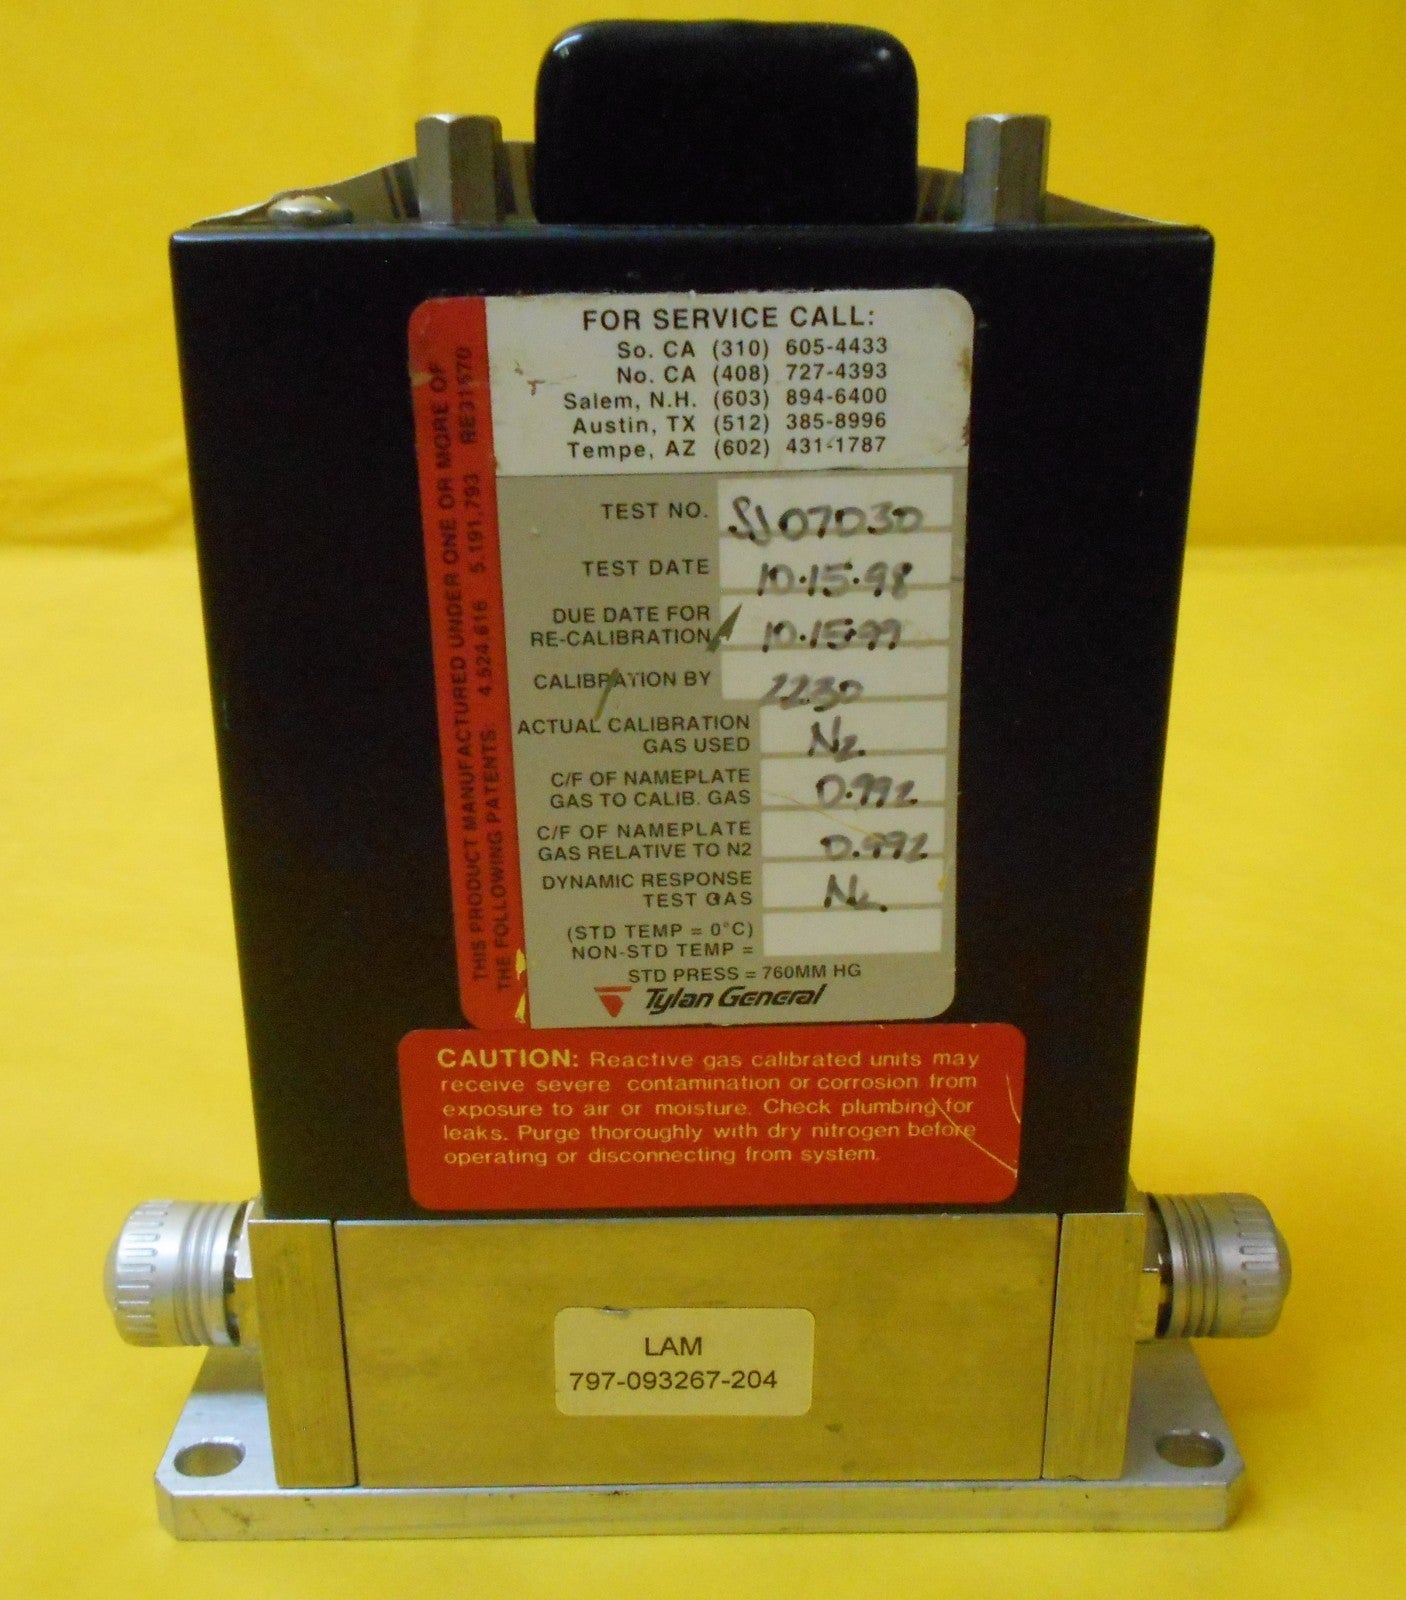 FOR SERVICE CALL:
So. CA (310) 605-4433
No. CA (408) 727-4393
Salem, N.H. (603) 894-6400
Austin, TX (512) 385-8996
Tempe, AZ (602) 431-1787
THIS PRODUCT MANUFACTURED UNDER ONE OR MORE OF
THE FOLLOWING PATENTS: 4.524.616 5.191.793 RE31570
TEST NO. SJ07030
TEST DATE 10.15.98
DUE DATE FOR
RE-CALIBRATION 10.15.99
CALIBRATION BY 2230
ACTUAL CALIBRATION
GAS USED N2
C/F OF NAMEPLATE
GAS TO CALIB. GAS 0.992
C/F OF NAMEPLATE
GAS RELATIVE TO N2 0.992
DYNAMIC RESPONSE
TEST GAS N2
(STD TEMP = 0°C)
NON-STD TEMP =
STD PRESS = 760MM HG
Tylan General
CAUTION: Reactive gas calibrated units may
receive severe contamination or corrosion from
exposure to air or moisture. Check plumbing for
leaks. Purge thoroughly with dry nitrogen before
operating or disconnecting from system.
LAM
797-093267-204